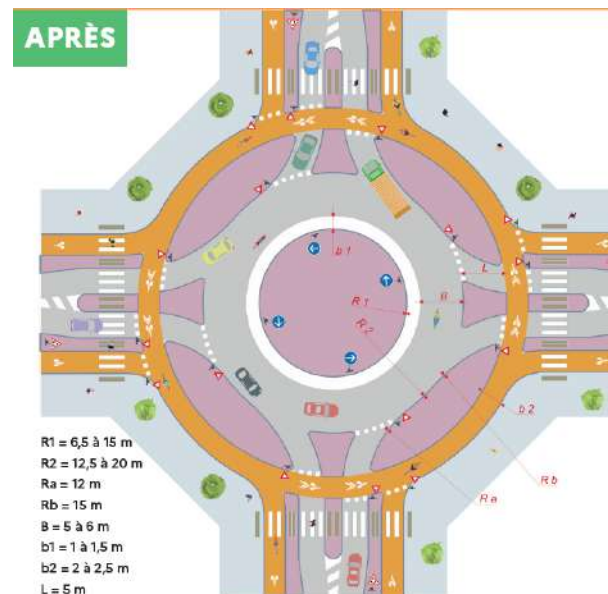 APRÈS
b1
L
R1
B
R2
b2
Rb
Ra
R1 = 6,5 à 15 m
R2 = 12,5 à 20 m
Ra = 12 m
Rb = 15 m
B = 5 à 6 m
b1 = 1 à 1,5 m
b2 = 2 à 2,5 m
L = 5 m